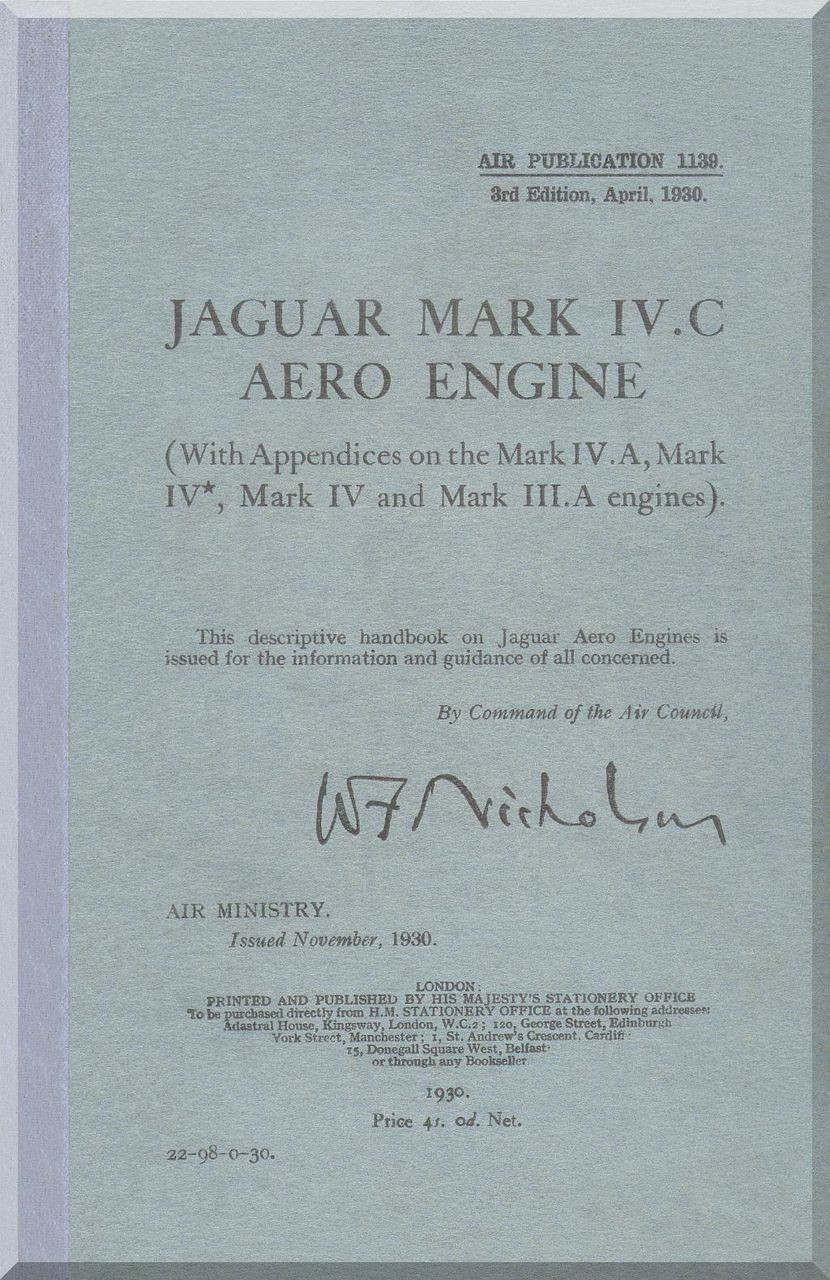 AIR PUBLICATION 1139.
3rd Edition, April, 1930.
JAGUAR MARK IV.C
AERO ENGINE
(With Appendices on the Mark IV.A, Mark
IV★, Mark IV and Mark III.A engines).
This descriptive handbook on Jaguar Aero Engines is
issued for the information and guidance of all concerned.
By Command of the Air Council,
W F Nicholson
AIR MINISTRY.
Issued November, 1930.
LONDON:
PRINTED AND PUBLISHED BY HIS MAJESTY'S STATIONERY OFFICE
To be purchased directly from H.M. STATIONERY OFFICE at the following addresses:
Adastral House, Kingsway, London, W.C.2; 120, George Street, Edinburgh
York Street, Manchester; 1, St. Andrew's Crescent, Cardiff:
15, Donegall Square West, Belfast
or through any Bookseller
1930.
Price 4s. 0d. Net.
22-98-0-30.